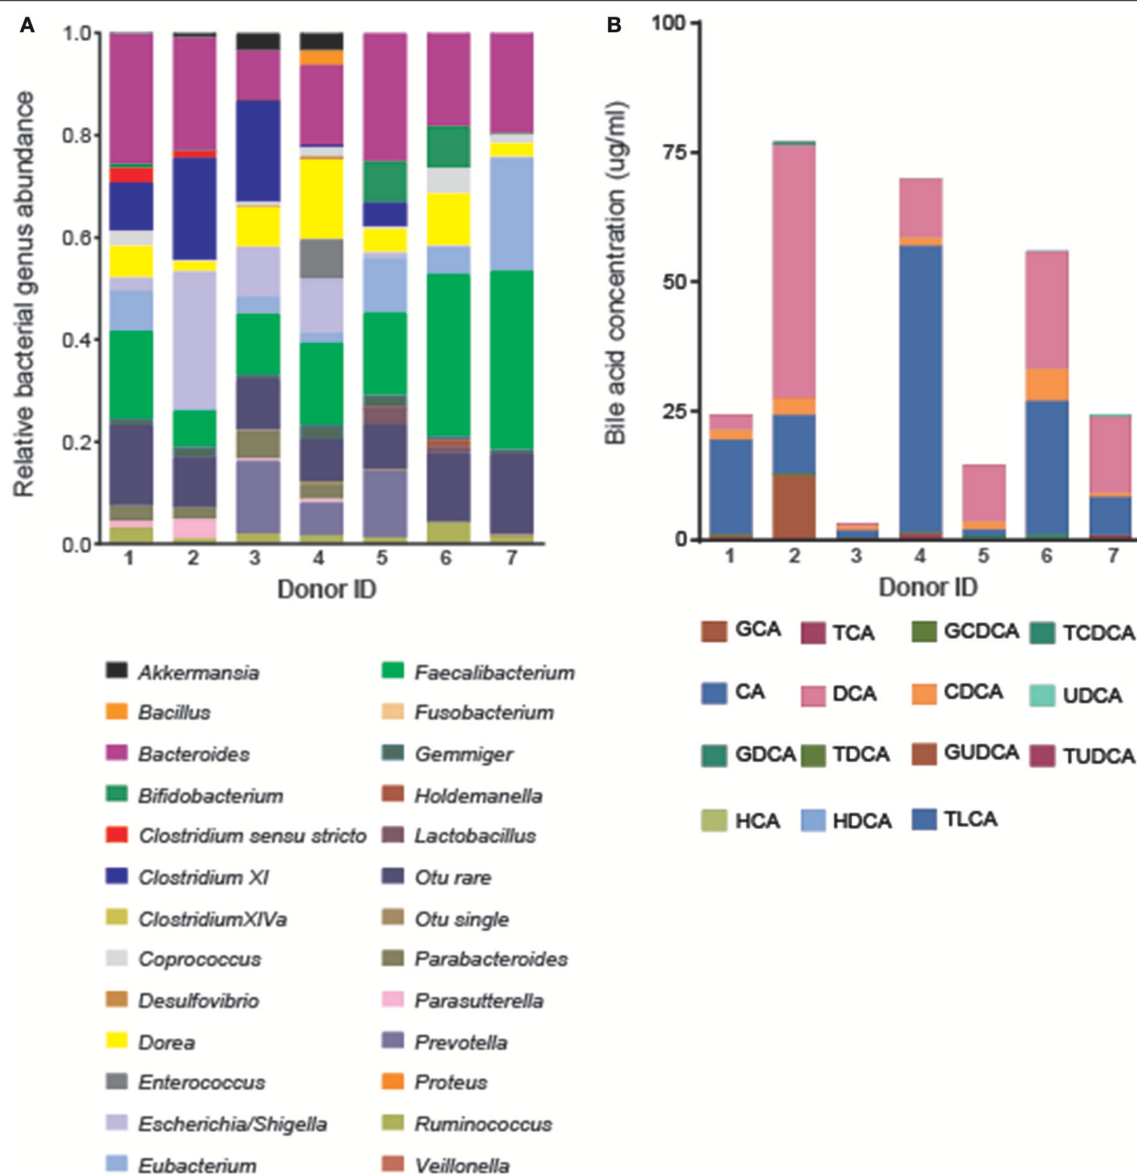 A
Relative bacterial genus abundance
1.0
0.8
0.6
0.4
0.2
0.0
1 2 3 4 5 6 7
Donor ID
Akkermansia
Bacillus
Bacteroides
Bifidobacterium
Clostridium sensu stricto
Clostridium XI
ClostridiumXIVa
Coprococcus
Desulfovibrio
Dorea
Enterococcus
Escherichia/Shigella
Eubacterium
Faecalibacterium
Fusobacterium
Gemmiger
Holdemanella
Lactobacillus
Otu rare
Otu single
Parabacteroides
Parasutterella
Prevotella
Proteus
Ruminococcus
Veillonella
B
Bile acid concentration (ug/ml)
100
75
50
25
0
1 2 3 4 5 6 7
Donor ID
GCA TCA GCDCA TCDCA
CA DCA CDCA UDCA
GDCA TDCA GUDCA TUDCA
HCA HDCA TLCA